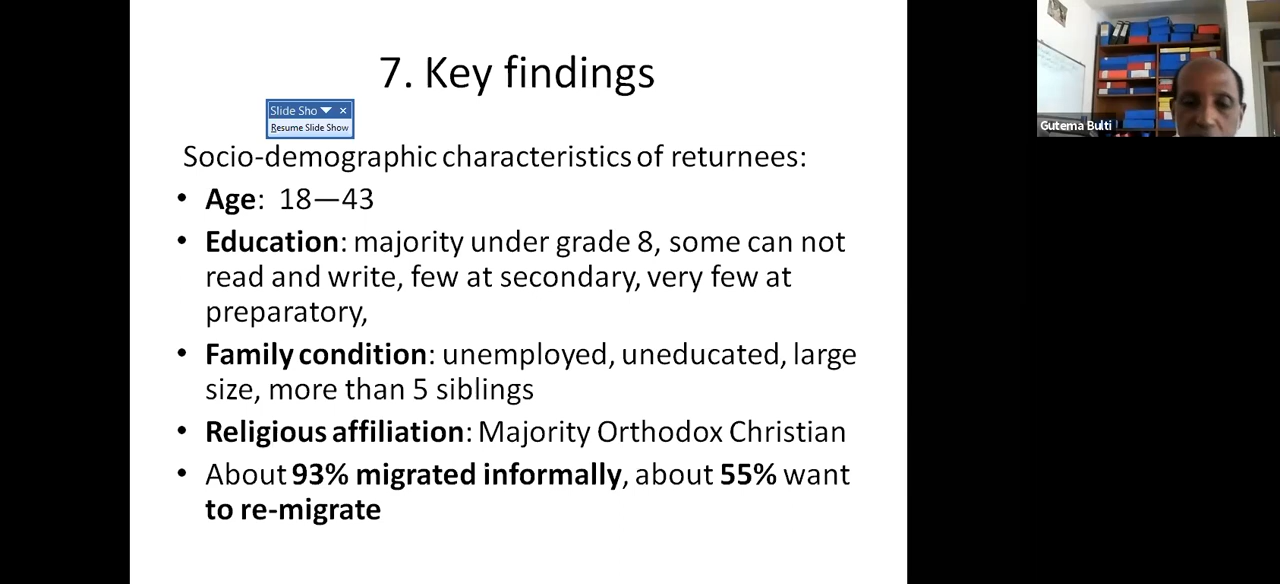 7. Key findings
Slide Sho
Resume Slide Show
Socio-demographic characteristics of returnees:
• Age: 18—43
• Education: majority under grade 8, some can not
read and write, few at secondary, very few at
preparatory,
• Family condition: unemployed, uneducated, large
size, more than 5 siblings
• Religious affiliation: Majority Orthodox Christian
• About 93% migrated informally, about 55% want
to re-migrate
Gutema Bulti